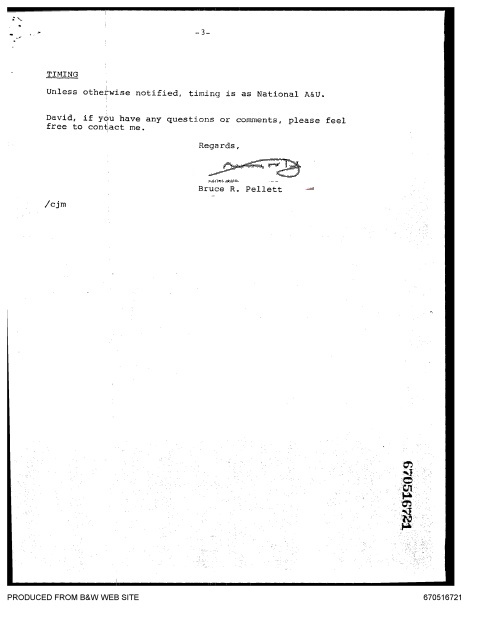 -3-
TIMING
Unless otherwise notified, timing is as National A&U.
David, if you have any questions or comments, please feel
free to contact me.
Regards,
Bruce R. Pellett
/cjm
670516721
PRODUCED FROM B&W WEB SITE
670516721